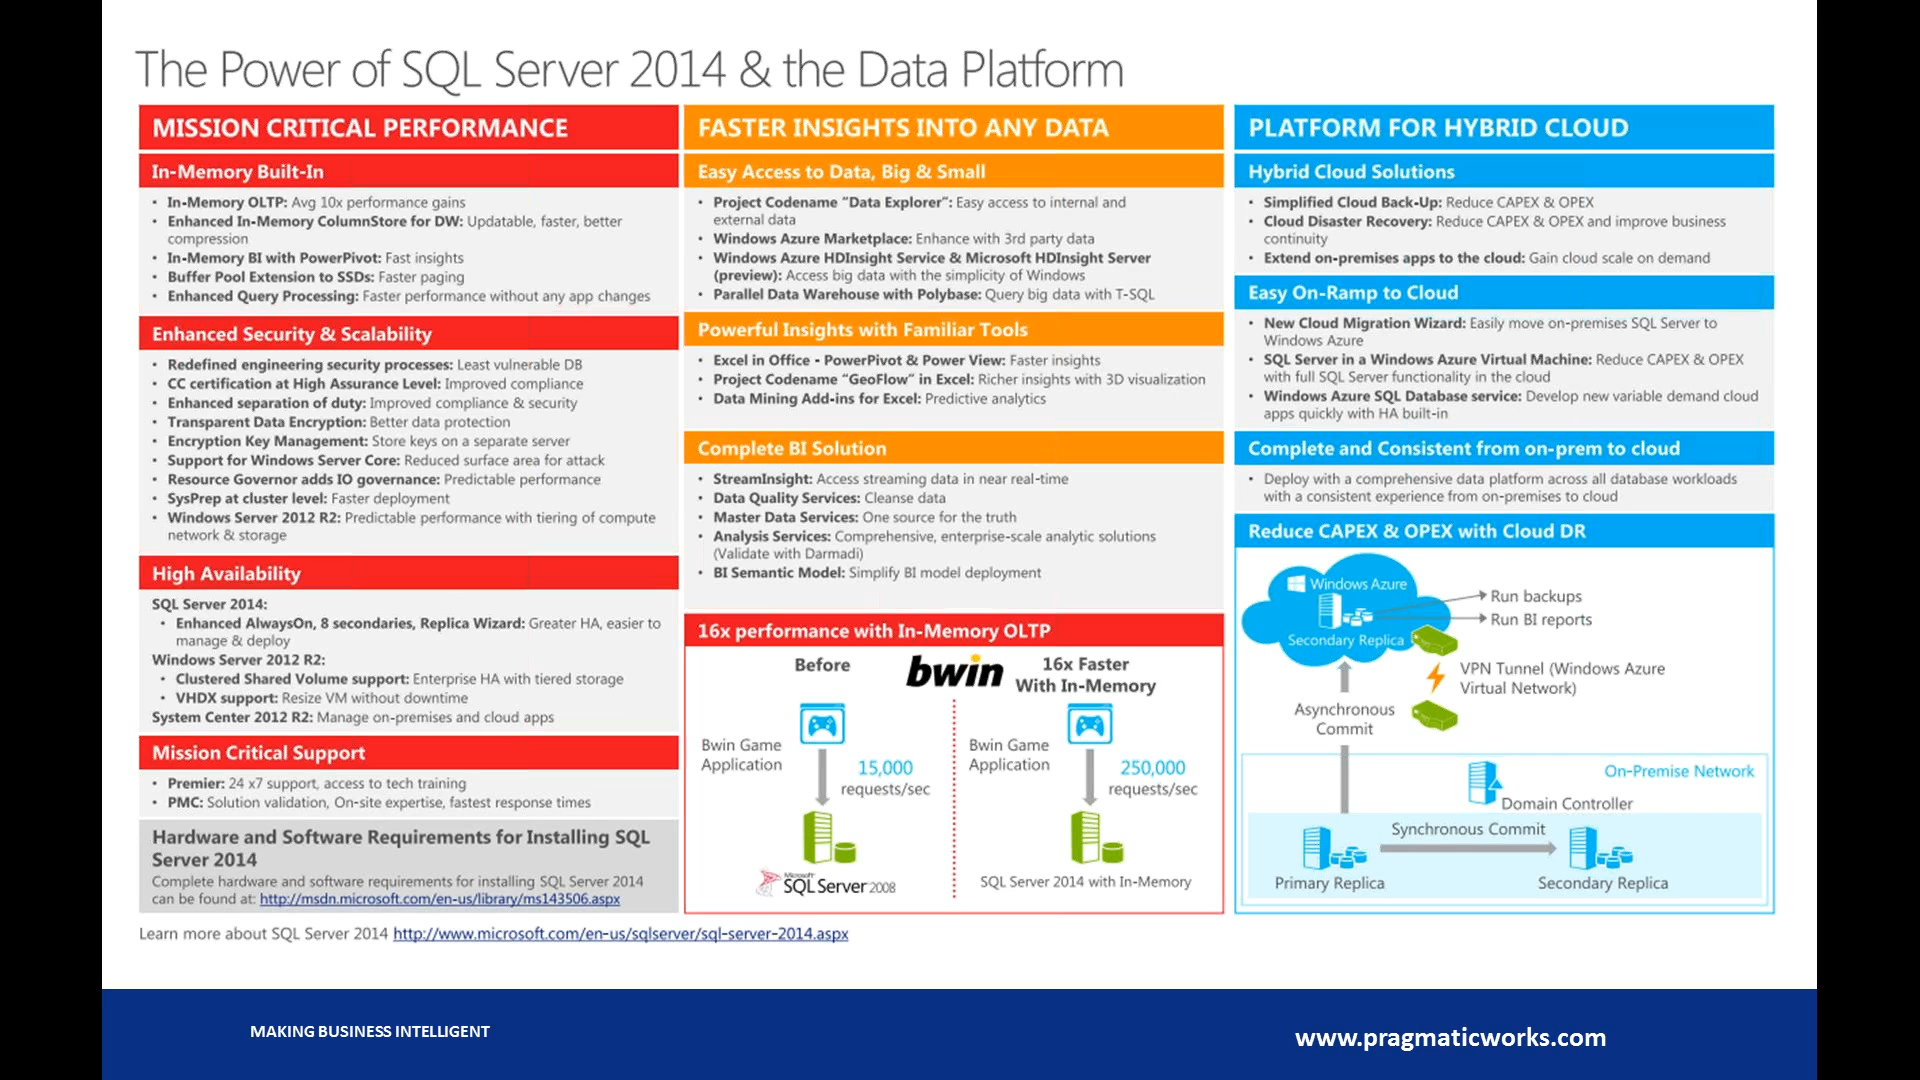 The Power of SQL Server 2014 & the Data Platform
MISSION CRITICAL PERFORMANCE
In-Memory Built-In
• In-Memory OLTP: Avg 10x performance gains
• Enhanced In-Memory ColumnStore for DW: Updatable, faster, better
compression
• In-Memory BI with PowerPivot: Fast insights
• Buffer Pool Extension to SSDs: Faster paging
• Enhanced Query Processing: Faster performance without any app changes
Enhanced Security & Scalability
• Redefined engineering security processes: Least vulnerable DB
• CC certification at High Assurance Level: Improved compliance
• Enhanced separation of duty: Improved compliance & security
• Transparent Data Encryption: Better data protection
• Encryption Key Management: Store keys on a separate server
• Support for Windows Server Core: Reduced surface area for attack
• Resource Governor adds IO governance: Predictable performance
• SysPrep at cluster level: Faster deployment
• Windows Server 2012 R2: Predictable performance with tiering of compute
network & storage
High Availability
SQL Server 2014:
• Enhanced AlwaysOn, 8 secondaries, Replica Wizard: Greater HA, easier to
manage & deploy
Windows Server 2012 R2:
• Clustered Shared Volume support: Enterprise HA with tiered storage
• VHDX support: Resize VM without downtime
System Center 2012 R2: Manage on-premises and cloud apps
Mission Critical Support
• Premier: 24 x7 support, access to tech training
• PMC: Solution validation, On-site expertise, fastest response times
Hardware and Software Requirements for Installing SQL
Server 2014
Complete hardware and software requirements for installing SQL Server 2014
can be found at: http://msdn.microsoft.com/en-us/library/ms143506.aspx
FASTER INSIGHTS INTO ANY DATA
Easy Access to Data, Big & Small
• Project Codename “Data Explorer”: Easy access to internal and
external data
• Windows Azure Marketplace: Enhance with 3rd party data
• Windows Azure HDInsight Service & Microsoft HDInsight Server
(preview): Access big data with the simplicity of Windows
• Parallel Data Warehouse with Polybase: Query big data with T-SQL
Powerful Insights with Familiar Tools
• Excel in Office - PowerPivot & Power View: Faster insights
• Project Codename “GeoFlow” in Excel: Richer insights with 3D visualization
• Data Mining Add-ins for Excel: Predictive analytics
Complete BI Solution
• StreamInsight: Access streaming data in near real-time
• Data Quality Services: Cleanse data
• Master Data Services: One source for the truth
• Analysis Services: Comprehensive, enterprise-scale analytic solutions
(Validate with Darmadi)
• BI Semantic Model: Simplify BI model deployment
16x performance with In-Memory OLTP
Before
bwin
16x Faster
With In-Memory
Bwin Game
Application
15,000
requests/sec
Microsoft
SQL Server 2008
Bwin Game
Application
250,000
requests/sec
SQL Server 2014 with In-Memory
PLATFORM FOR HYBRID CLOUD
Hybrid Cloud Solutions
• Simplified Cloud Back-Up: Reduce CAPEX & OPEX
• Cloud Disaster Recovery: Reduce CAPEX & OPEX and improve business
continuity
• Extend on-premises apps to the cloud: Gain cloud scale on demand
Easy On-Ramp to Cloud
• New Cloud Migration Wizard: Easily move on-premises SQL Server to
Windows Azure
• SQL Server in a Windows Azure Virtual Machine: Reduce CAPEX & OPEX
with full SQL Server functionality in the cloud
• Windows Azure SQL Database service: Develop new variable demand cloud
apps quickly with HA built-in
Complete and Consistent from on-prem to cloud
• Deploy with a comprehensive data platform across all database workloads
with a consistent experience from on-premises to cloud
Reduce CAPEX & OPEX with Cloud DR
Windows Azure
Secondary Replica
Run backups
Run BI reports
VPN Tunnel (Windows Azure
Virtual Network)
Asynchronous
Commit
On-Premise Network
Domain Controller
Synchronous Commit
Primary Replica
Secondary Replica
Learn more about SQL Server 2014 http://www.microsoft.com/en-us/sqlserver/sql-server-2014.aspx
MAKING BUSINESS INTELLIGENT
www.pragmaticworks.com